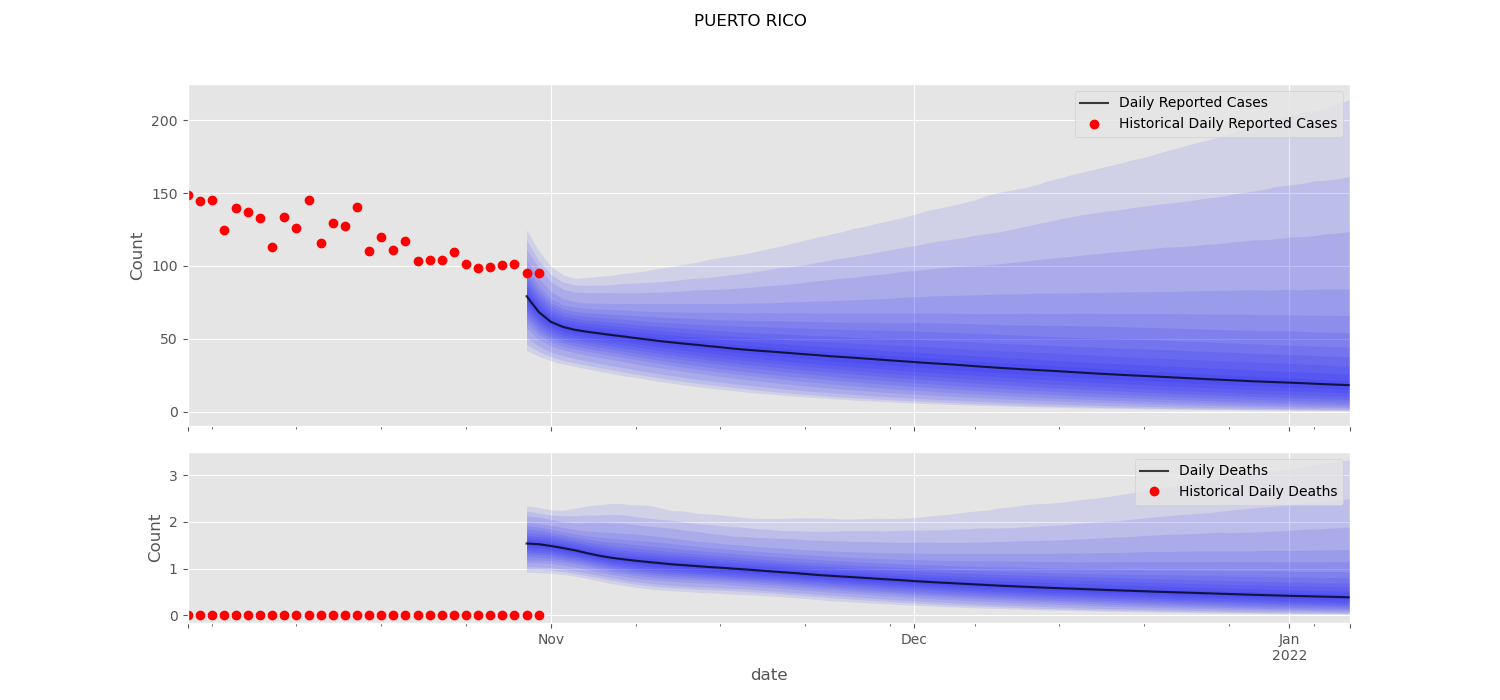 PUERTO RICO
Daily Reported Cases
Historical Daily Reported Cases
200
150
100
50
0
Count
Daily Deaths
Historical Daily Deaths
3
2
1
0
Count
Nov
Dec
Jan
2022
date